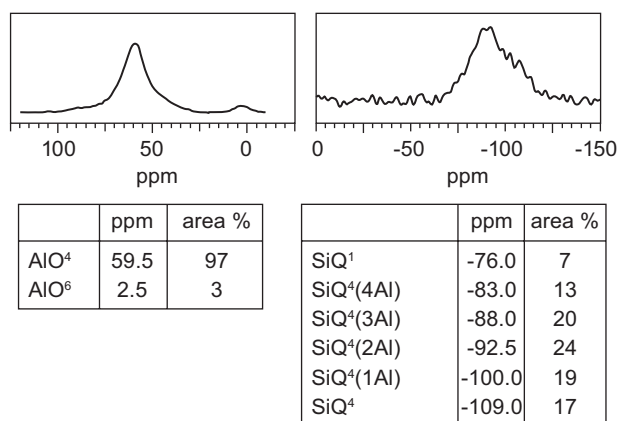 100 50 0
ppm
0 -50 -100 -150
ppm
ppm area %
AlO⁴ 59.5 97
AlO⁶ 2.5 3
ppm area %
SiQ¹ -76.0 7
SiQ⁴(4Al) -83.0 13
SiQ⁴(3Al) -88.0 20
SiQ⁴(2Al) -92.5 24
SiQ⁴(1Al) -100.0 19
SiQ⁴ -109.0 17